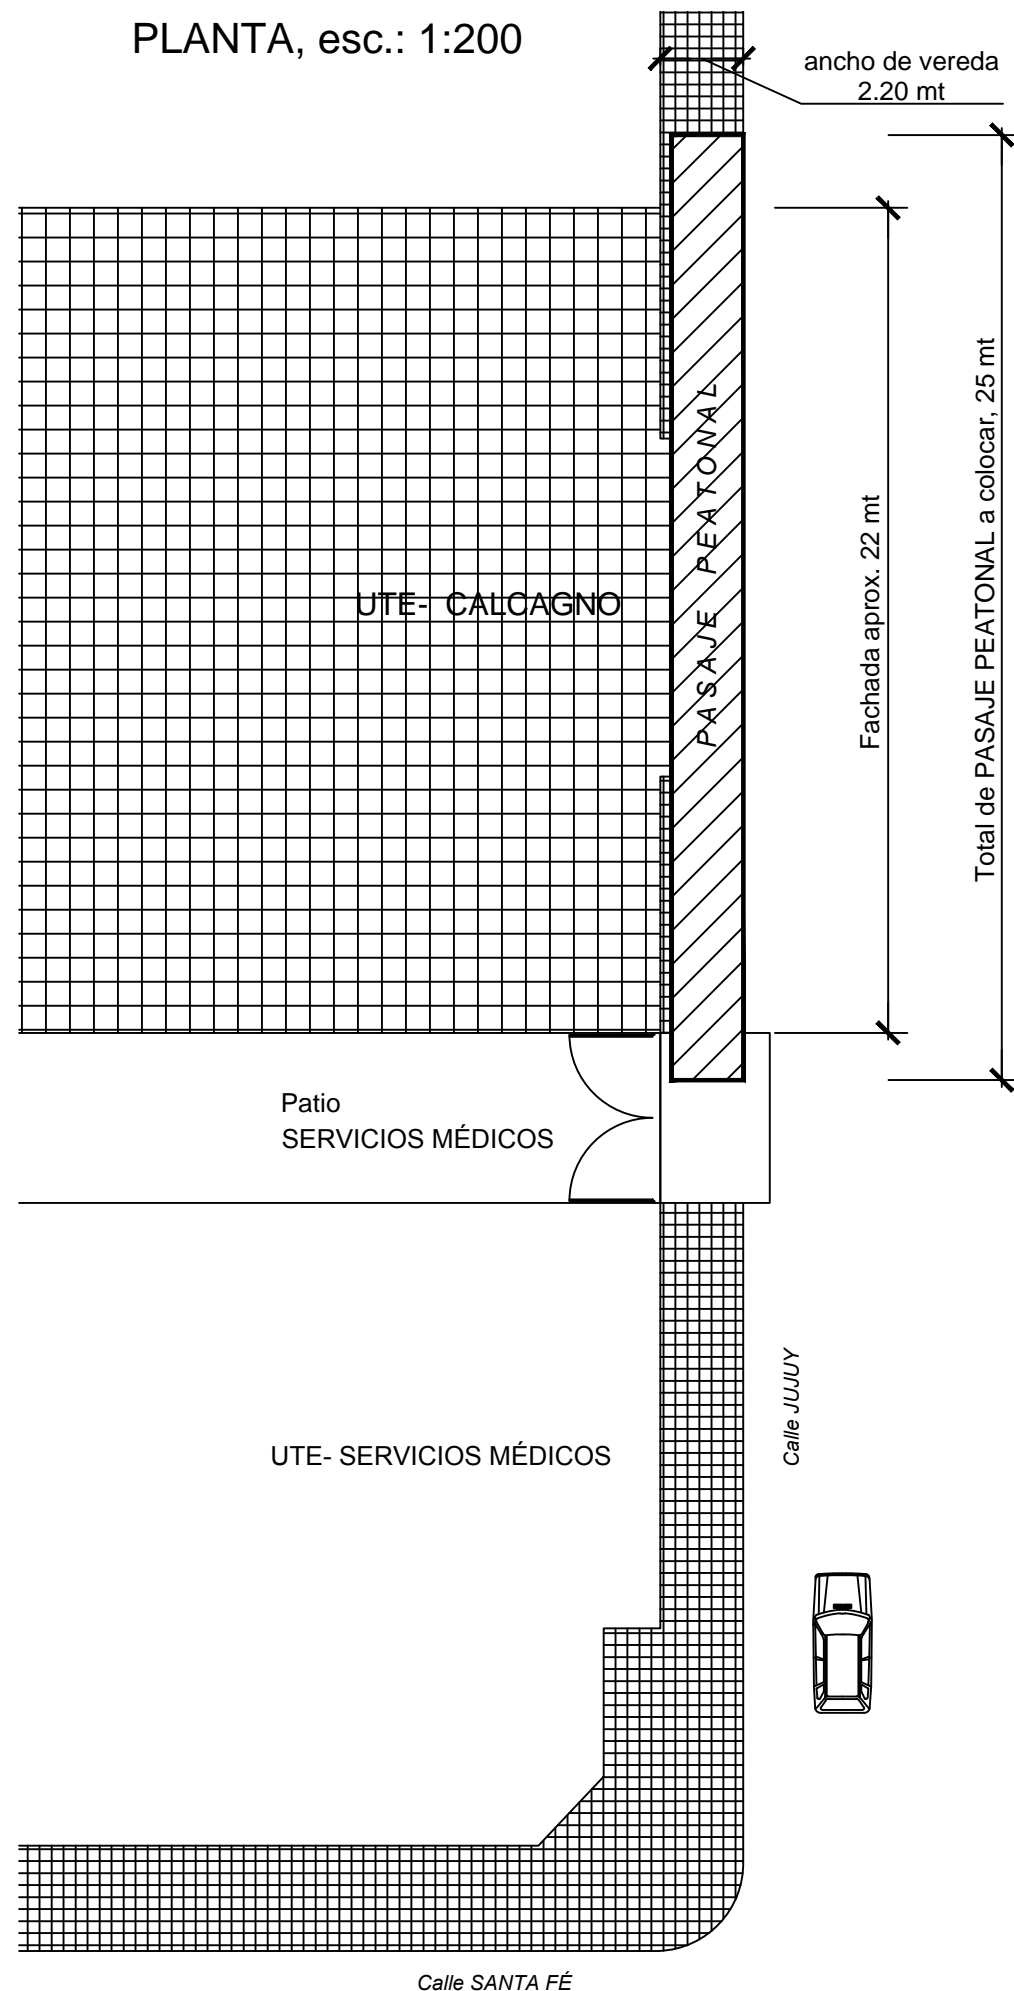 PLANTA, esc.: 1:200
ancho de vereda
2.20 mt
Total de PASAJE PEATONAL a colocar, 25 mt
Fachada aprox. 22 mt
PASAJE PEATONAL
UTE- CALCAGNO
Patio
SERVICIOS MÉDICOS
Calle JUJUY
UTE- SERVICIOS MÉDICOS
Calle SANTA FÉ